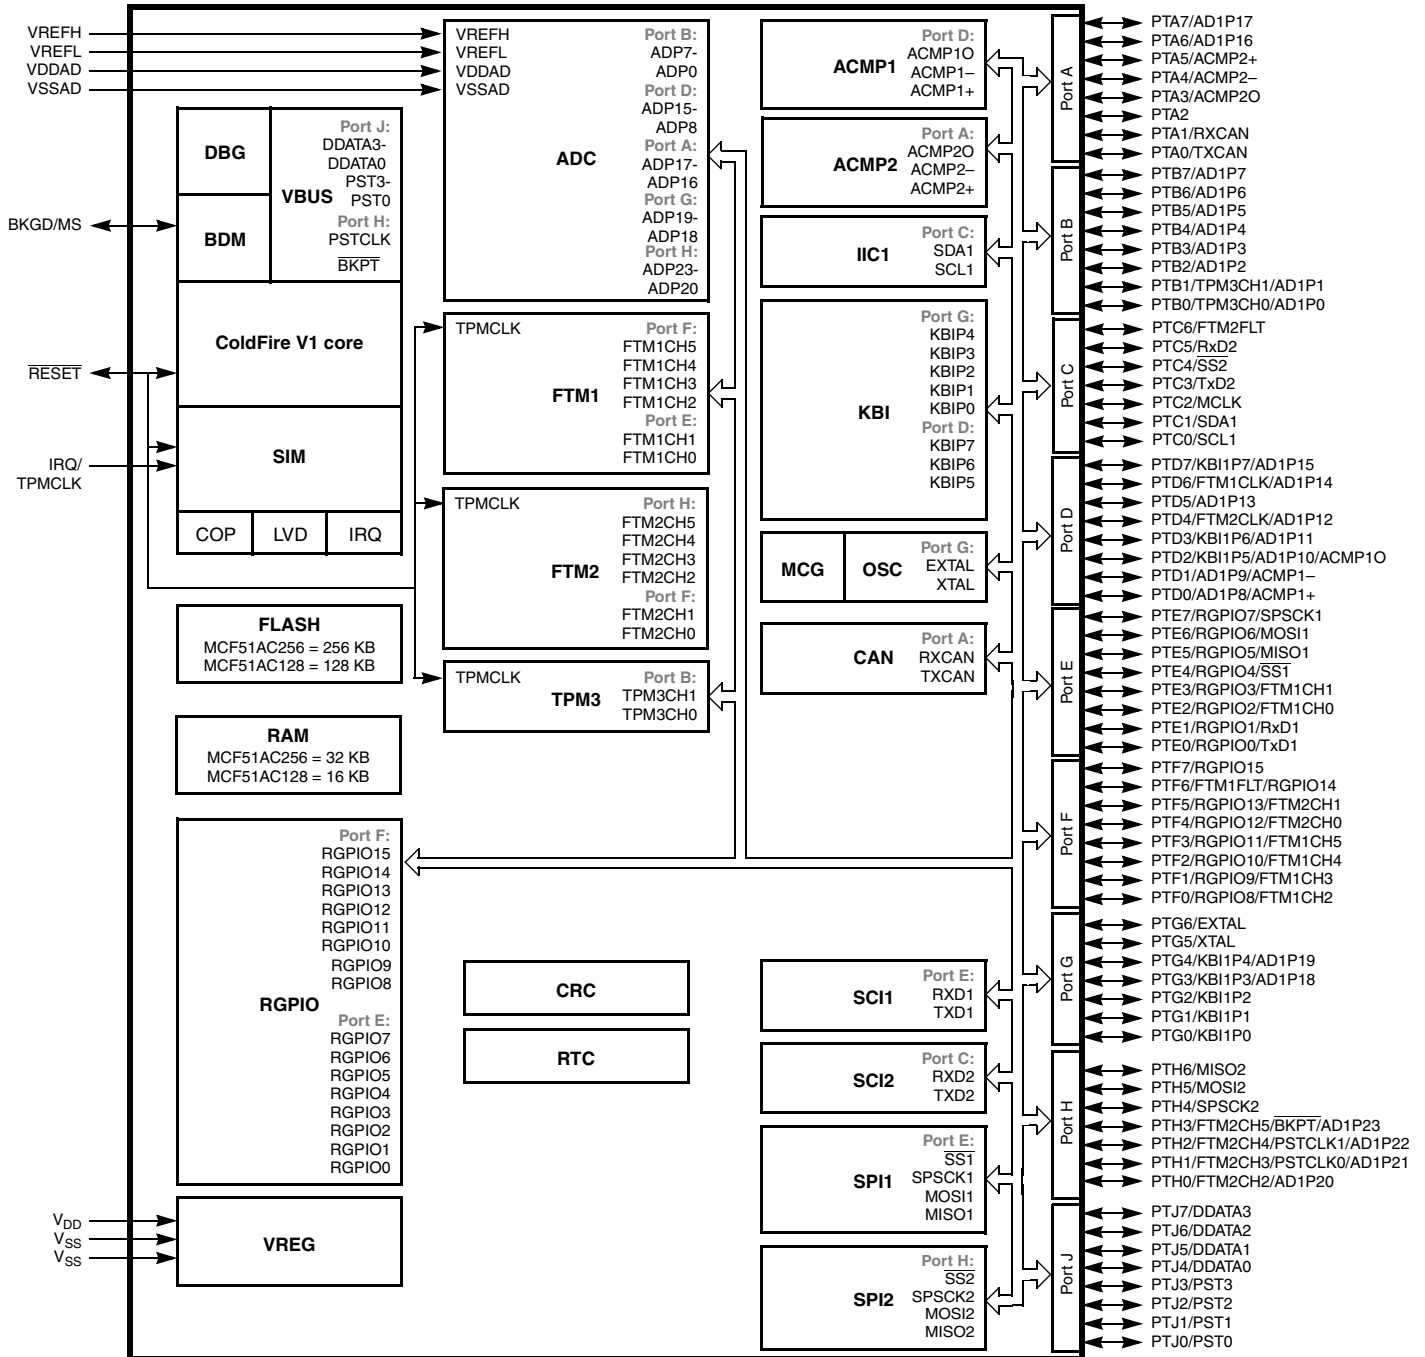 VREFH
VREFL
VDDAD
VSSAD
BKGD/MS
RESET
IRQ/
TPMCLK
VDD
VSS
VSS
DBG
BDM
VBUS
Port J:
DDATA3-
DDATA0
PST3-
PST0
Port H:
PSTCLK
BKPT
ColdFire V1 core
SIM
COP
LVD
IRQ
FLASH
MCF51AC256 = 256 KB
MCF51AC128 = 128 KB
RAM
MCF51AC256 = 32 KB
MCF51AC128 = 16 KB
RGPIO
Port F:
RGPIO15
RGPIO14
RGPIO13
RGPIO12
RGPIO11
RGPIO10
RGPIO9
RGPIO8
Port E:
RGPIO7
RGPIO6
RGPIO5
RGPIO4
RGPIO3
RGPIO2
RGPIO1
RGPIO0
VREG
VREFH
VREFL
VDDAD
VSSAD
ADC
Port B:
ADP7-
ADP0
Port D:
ADP15-
ADP8
Port A:
ADP17-
ADP16
Port G:
ADP19-
ADP18
Port H:
ADP23-
ADP20
TPMCLK
FTM1
Port F:
FTM1CH5
FTM1CH4
FTM1CH3
FTM1CH2
Port E:
FTM1CH1
FTM1CH0
TPMCLK
FTM2
Port H:
FTM2CH5
FTM2CH4
FTM2CH3
FTM2CH2
Port F:
FTM2CH1
FTM2CH0
TPMCLK
TPM3
Port B:
TPM3CH1
TPM3CH0
CRC
RTC
ACMP1
Port D:
ACMP1O
ACMP1–
ACMP1+
ACMP2
Port A:
ACMP2O
ACMP2–
ACMP2+
IIC1
Port C:
SDA1
SCL1
KBI
Port G:
KBIP4
KBIP3
KBIP2
KBIP1
KBIP0
Port D:
KBIP7
KBIP6
KBIP5
MCG
OSC
Port G:
EXTAL
XTAL
CAN
Port A:
RXCAN
TXCAN
SCI1
Port E:
RXD1
TXD1
SCI2
Port C:
RXD2
TXD2
SPI1
Port E:
SS1
SPSCK1
MOSI1
MISO1
SPI2
Port H:
SS2
SPSCK2
MOSI2
MISO2
Port A
PTA7/AD1P17
PTA6/AD1P16
PTA5/ACMP2+
PTA4/ACMP2–
PTA3/ACMP2O
PTA2
PTA1/RXCAN
PTA0/TXCAN
Port B
PTB7/AD1P7
PTB6/AD1P6
PTB5/AD1P5
PTB4/AD1P4
PTB3/AD1P3
PTB2/AD1P2
PTB1/TPM3CH1/AD1P1
PTB0/TPM3CH0/AD1P0
Port C
PTC6/FTM2FLT
PTC5/RxD2
PTC4/SS2
PTC3/TxD2
PTC2/MCLK
PTC1/SDA1
PTC0/SCL1
Port D
PTD7/KBI1P7/AD1P15
PTD6/FTM1CLK/AD1P14
PTD5/AD1P13
PTD4/FTM2CLK/AD1P12
PTD3/KBI1P6/AD1P11
PTD2/KBI1P5/AD1P10/ACMP1O
PTD1/AD1P9/ACMP1–
PTD0/AD1P8/ACMP1+
Port E
PTE7/RGPIO7/SPSCK1
PTE6/RGPIO6/MOSI1
PTE5/RGPIO5/MISO1
PTE4/RGPIO4/SS1
PTE3/RGPIO3/FTM1CH1
PTE2/RGPIO2/FTM1CH0
PTE1/RGPIO1/RxD1
PTE0/RGPIO0/TxD1
Port F
PTF7/RGPIO15
PTF6/FTM1FLT/RGPIO14
PTF5/RGPIO13/FTM2CH1
PTF4/RGPIO12/FTM2CH0
PTF3/RGPIO11/FTM1CH5
PTF2/RGPIO10/FTM1CH4
PTF1/RGPIO9/FTM1CH3
PTF0/RGPIO8/FTM1CH2
Port G
PTG6/EXTAL
PTG5/XTAL
PTG4/KBI1P4/AD1P19
PTG3/KBI1P3/AD1P18
PTG2/KBI1P2
PTG1/KBI1P1
PTG0/KBI1P0
Port H
PTH6/MISO2
PTH5/MOSI2
PTH4/SPSCK2
PTH3/FTM2CH5/BKPT/AD1P23
PTH2/FTM2CH4/PSTCLK1/AD1P22
PTH1/FTM2CH3/PSTCLK0/AD1P21
PTH0/FTM2CH2/AD1P20
Port J
PTJ7/DDATA3
PTJ6/DDATA2
PTJ5/DDATA1
PTJ4/DDATA0
PTJ3/PST3
PTJ2/PST2
PTJ1/PST1
PTJ0/PST0